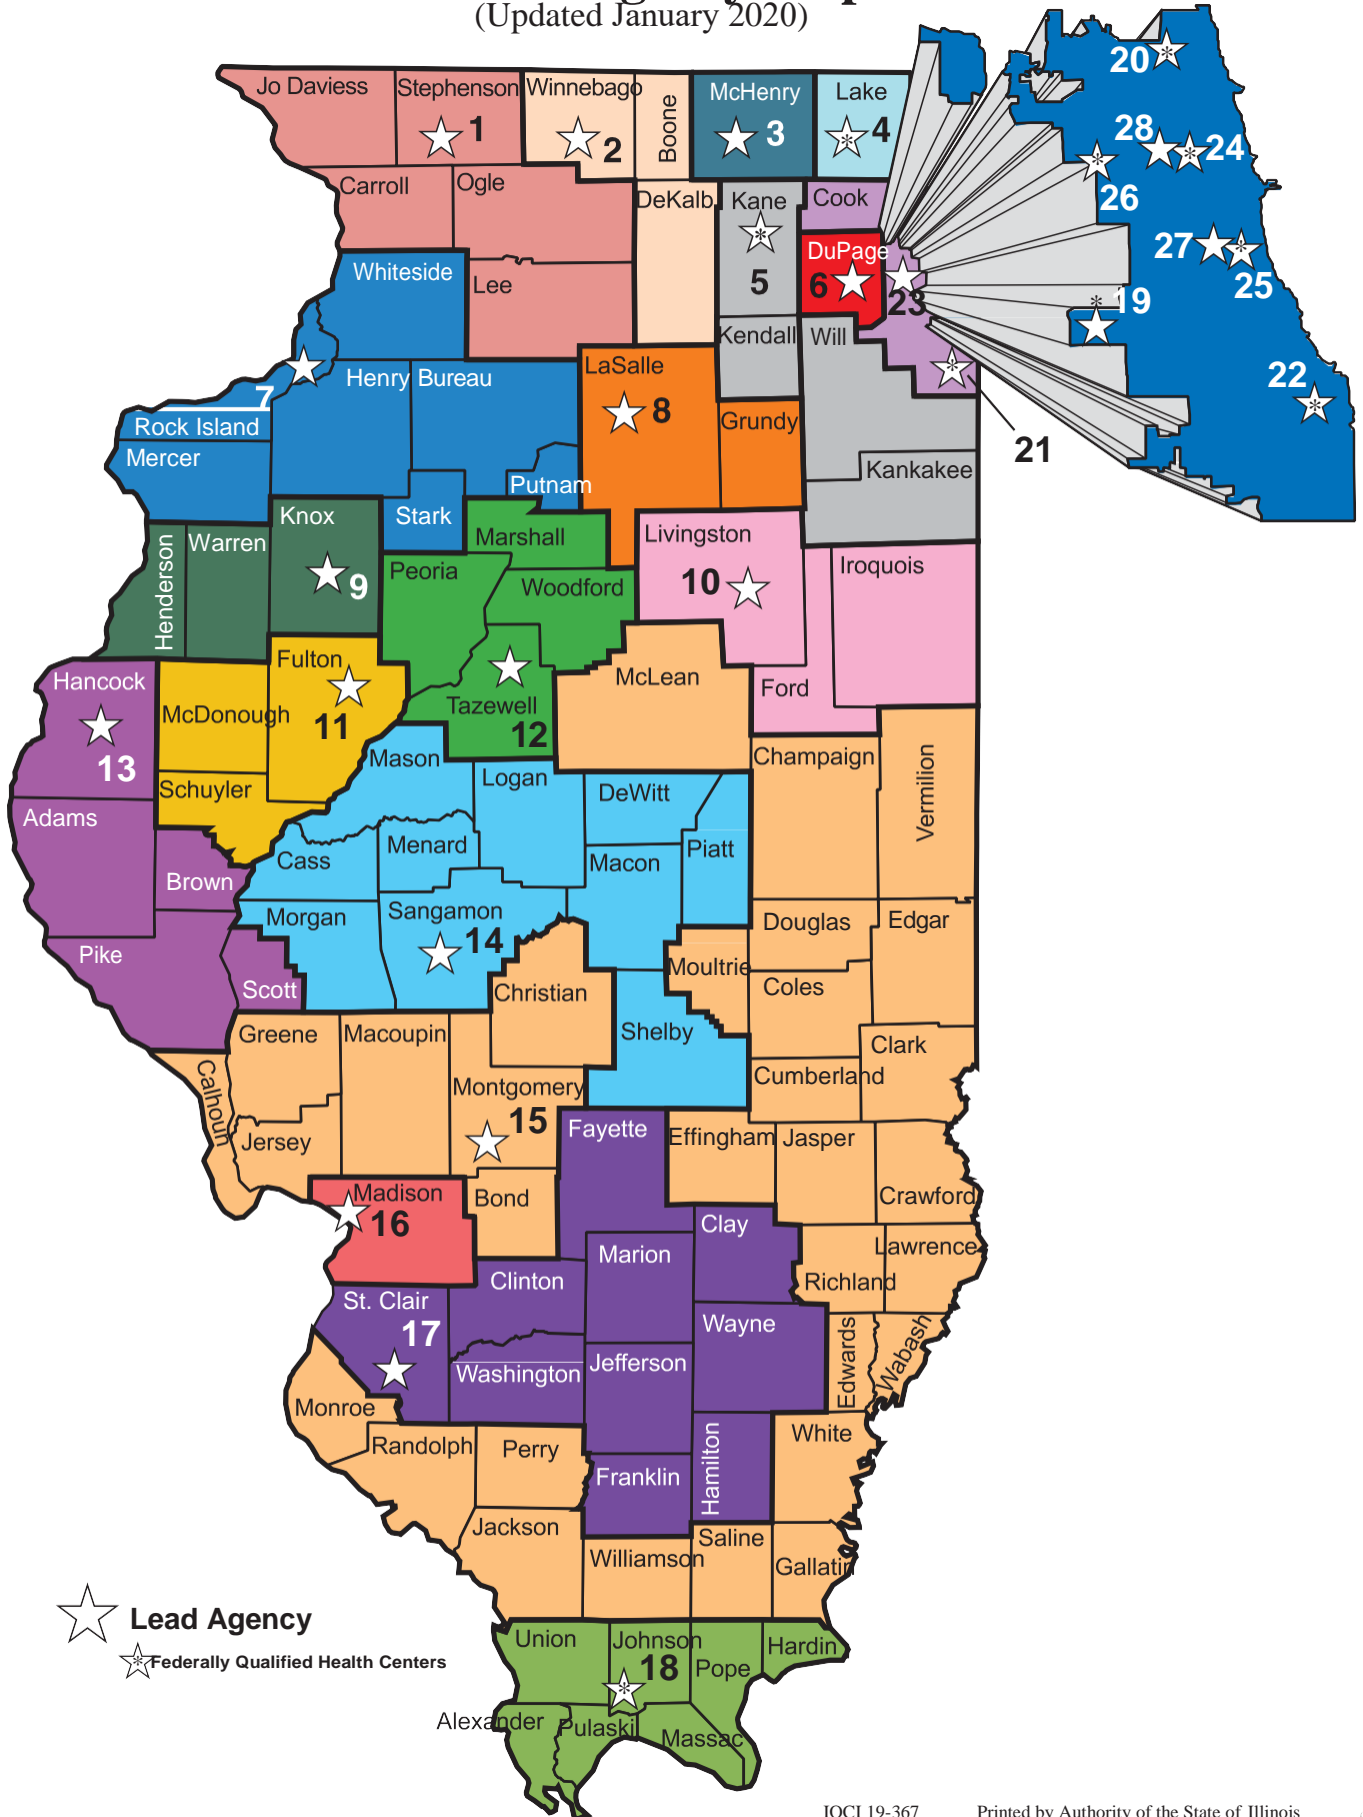 (Updated January 2020)
20
Jo Daviess
Stephenson
Winnebago
Boone
McHenry
Lake
1
2
3
4
28
24
26
Carroll
Ogle
DeKalb
Kane
Cook
5
DuPage
6
23
27
25
Whiteside
Lee
*
19
Kendall
Will
LaSalle
8
Henry
Bureau
7
22
Rock Island
Grundy
21
Mercer
Kankakee
Putnam
Stark
Knox
9
Marshall
Livingston
10
Henderson
Warren
Peoria
Woodford
Iroquois
Fulton
11
Hancock
13
McLean
Ford
McDonough
Tazewell
12
Mason
Logan
Champaign
Vermilion
Schuyler
DeWitt
Adams
Menard
Macon
Piatt
Cass
Brown
Morgan
Sangamon
14
Douglas
Edgar
Pike
Moultrie
Scott
Christian
Coles
Greene
Macoupin
Shelby
Clark
Calhoun
Montgomery
15
Cumberland
Jersey
Fayette
Effingham
Jasper
Madison
16
Bond
Crawford
Clay
Marion
Lawrence
Clinton
Richland
St. Clair
17
Wayne
Edwards
Wabash
Washington
Jefferson
Monroe
Randolph
Perry
White
Franklin
Hamilton
Jackson
Saline
Williamson
Gallatin
Lead Agency
Federally Qualified Health Centers
Union
Johnson
18
Pope
Hardin
Alexander
Pulaski
Massac
IOCI 19-367
Printed by Authority of the State of Illinois